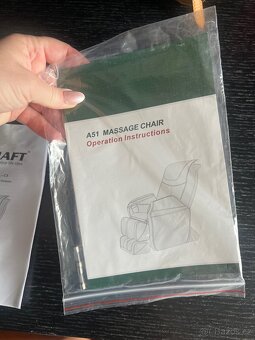 AFT®
A51 MASSAGE CHAIR
Operation Instructions